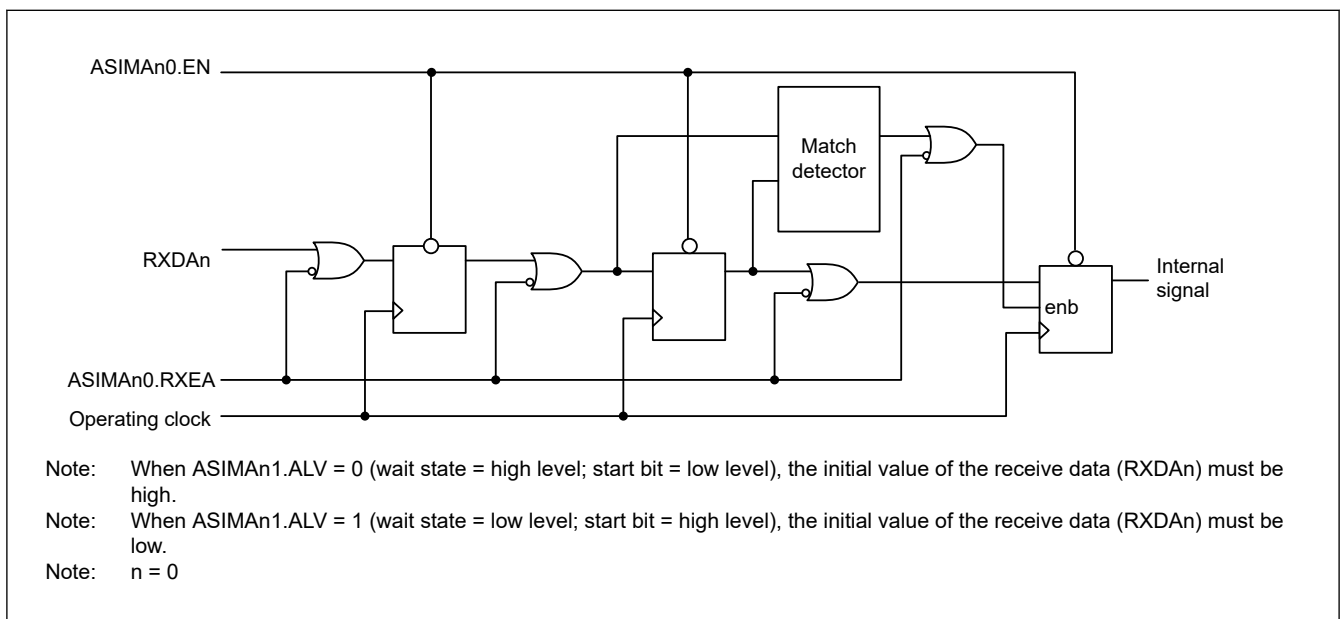 ASIMAn0.EN
Match
detector
RXDAn
Internal
signal
enb
ASIMAn0.RXEA
Operating clock
Note: When ASIMAn1.ALV = 0 (wait state = high level; start bit = low level), the initial value of the receive data (RXDAn) must be
high.
Note: When ASIMAn1.ALV = 1 (wait state = low level; start bit = high level), the initial value of the receive data (RXDAn) must be
low.
Note: n = 0